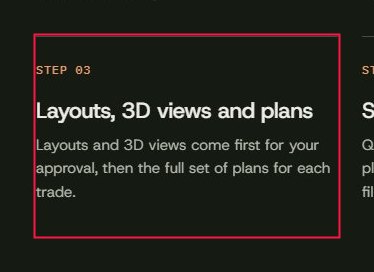 STEP 03
Layouts, 3D views and plans
Layouts and 3D views come first for your
approval, then the full set of plans for each
trade.